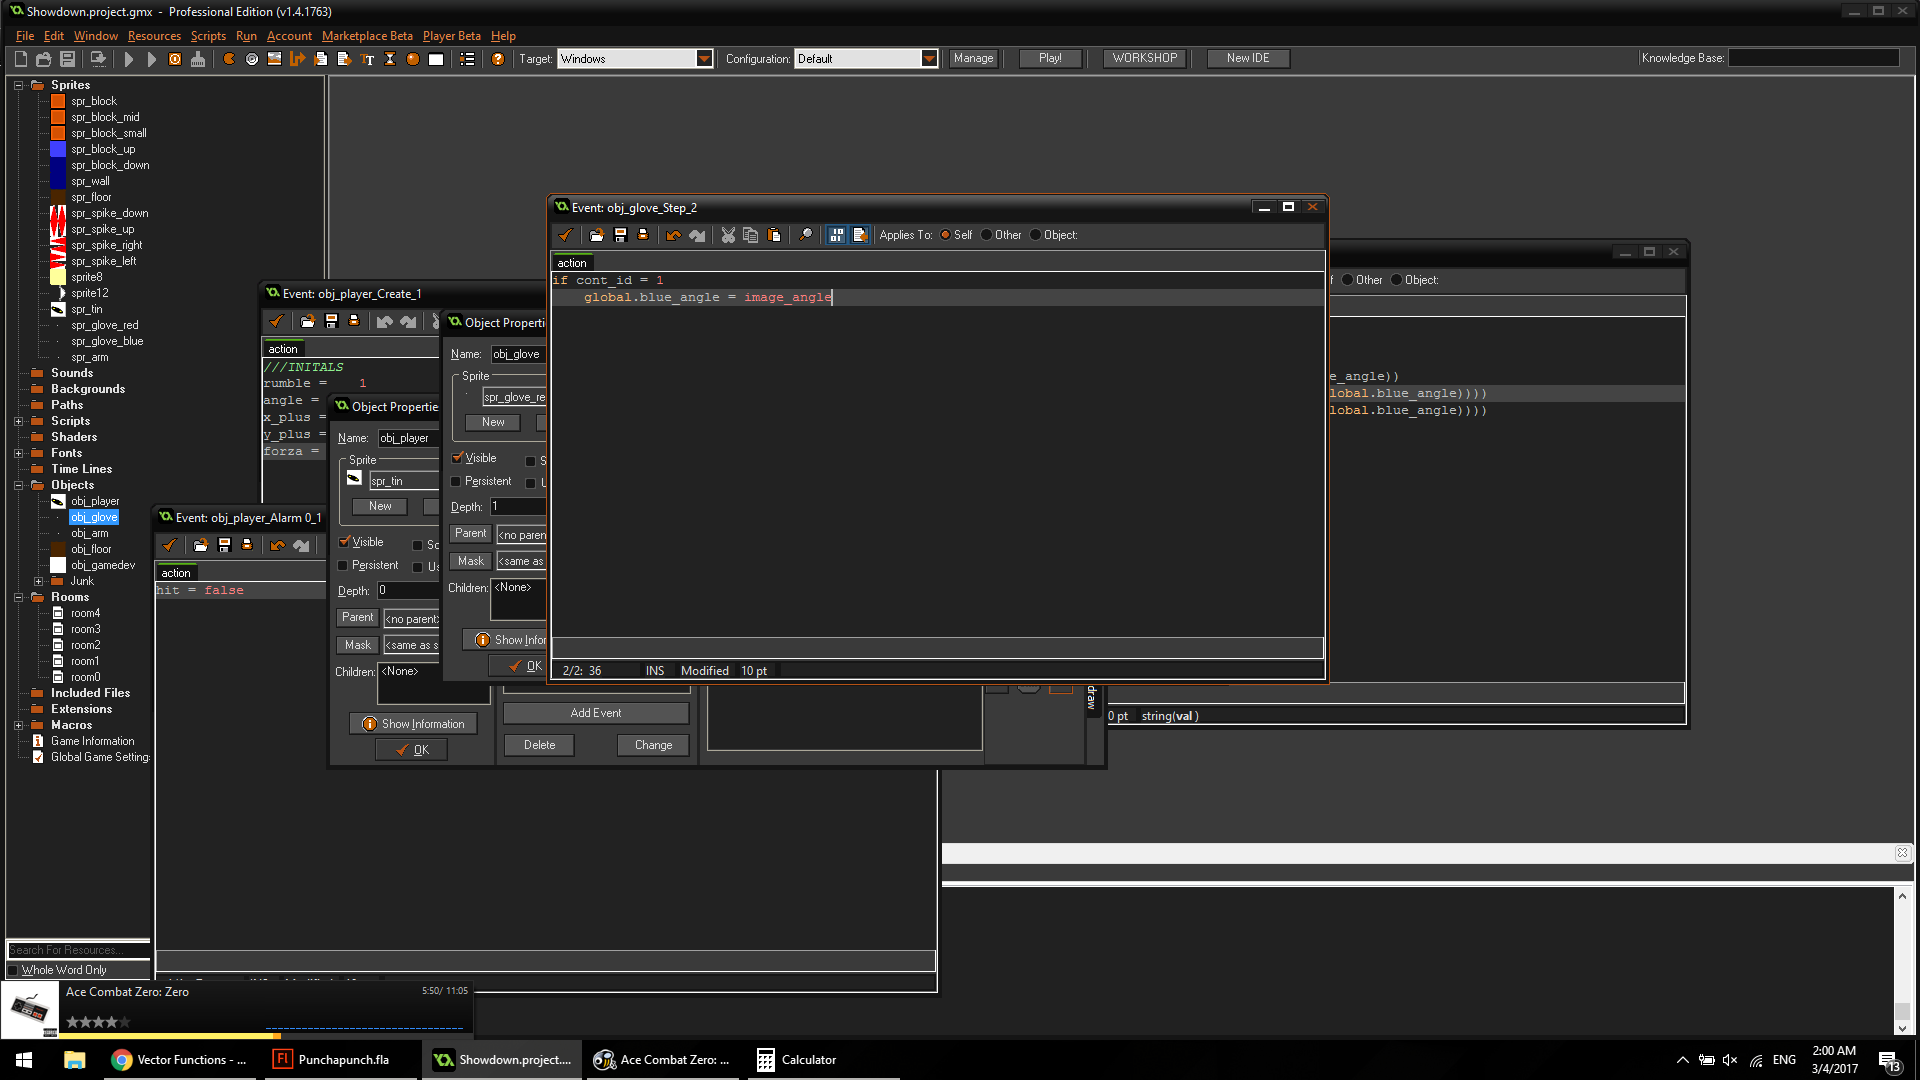 Showdown.project.gmx - Professional Edition (v1.4.1763)
File Edit Window Resources Scripts Run Account Marketplace Beta Player Beta Help
Target: Windows Configuration: Default Manage Play! WORKSHOP New IDE Knowledge Base:
Sprites
spr_block
spr_block_mid
spr_block_small
spr_block_up
spr_block_down
spr_wall
spr_floor
spr_spike_down
spr_spike_up
spr_spike_right
spr_spike_left
sprite8
sprite12
spr_tin
spr_glove_red
spr_glove_blue
spr_arm
Sounds
Backgrounds
Paths
Scripts
Shaders
Fonts
Time Lines
Objects
obj_player
obj_glove
obj_arm
obj_floor
obj_gamedev
Junk
Rooms
room4
room3
room2
room1
room0
Included Files
Extensions
Macros
Game Information
Global Game Setting:
Search For Resources...
Whole Word Only
Event: obj_glove_Step_2
Applies To: Self Other Object:
action
if cont_id = 1
global.blue_angle = image_angle
2/2: 36 INS Modified 10 pt
f Other Object:
e_angle))
lobal.blue_angle))))
lobal.blue_angle))))
0 pt string(val )
Event: obj_player_Create_1
action
///INITALS
rumble = 1
angle =
x_plus =
y_plus =
forza =
Object Properti
Name: obj_glove
Sprite
spr_glove_re
New
Visible S
Persistent U
Depth: 1
Parent <no paren
Mask <same as
Children: <None>
Show Infor
OK
Object Propertie
Name: obj_player
Sprite
spr_tin
New
Visible So
Persistent Us
Depth: 0
Parent <no parent>
Mask <same as s
Children: <None>
Show Information
OK
Add Event
Delete Change
draw
Event: obj_player_Alarm 0_1
action
hit = false
Ace Combat Zero: Zero 5:50/ 11:05
Vector Functions - ... Punchapunch.fla Showdown.project.... Ace Combat Zero: ... Calculator
ENG
2:00 AM
3/4/2017
13